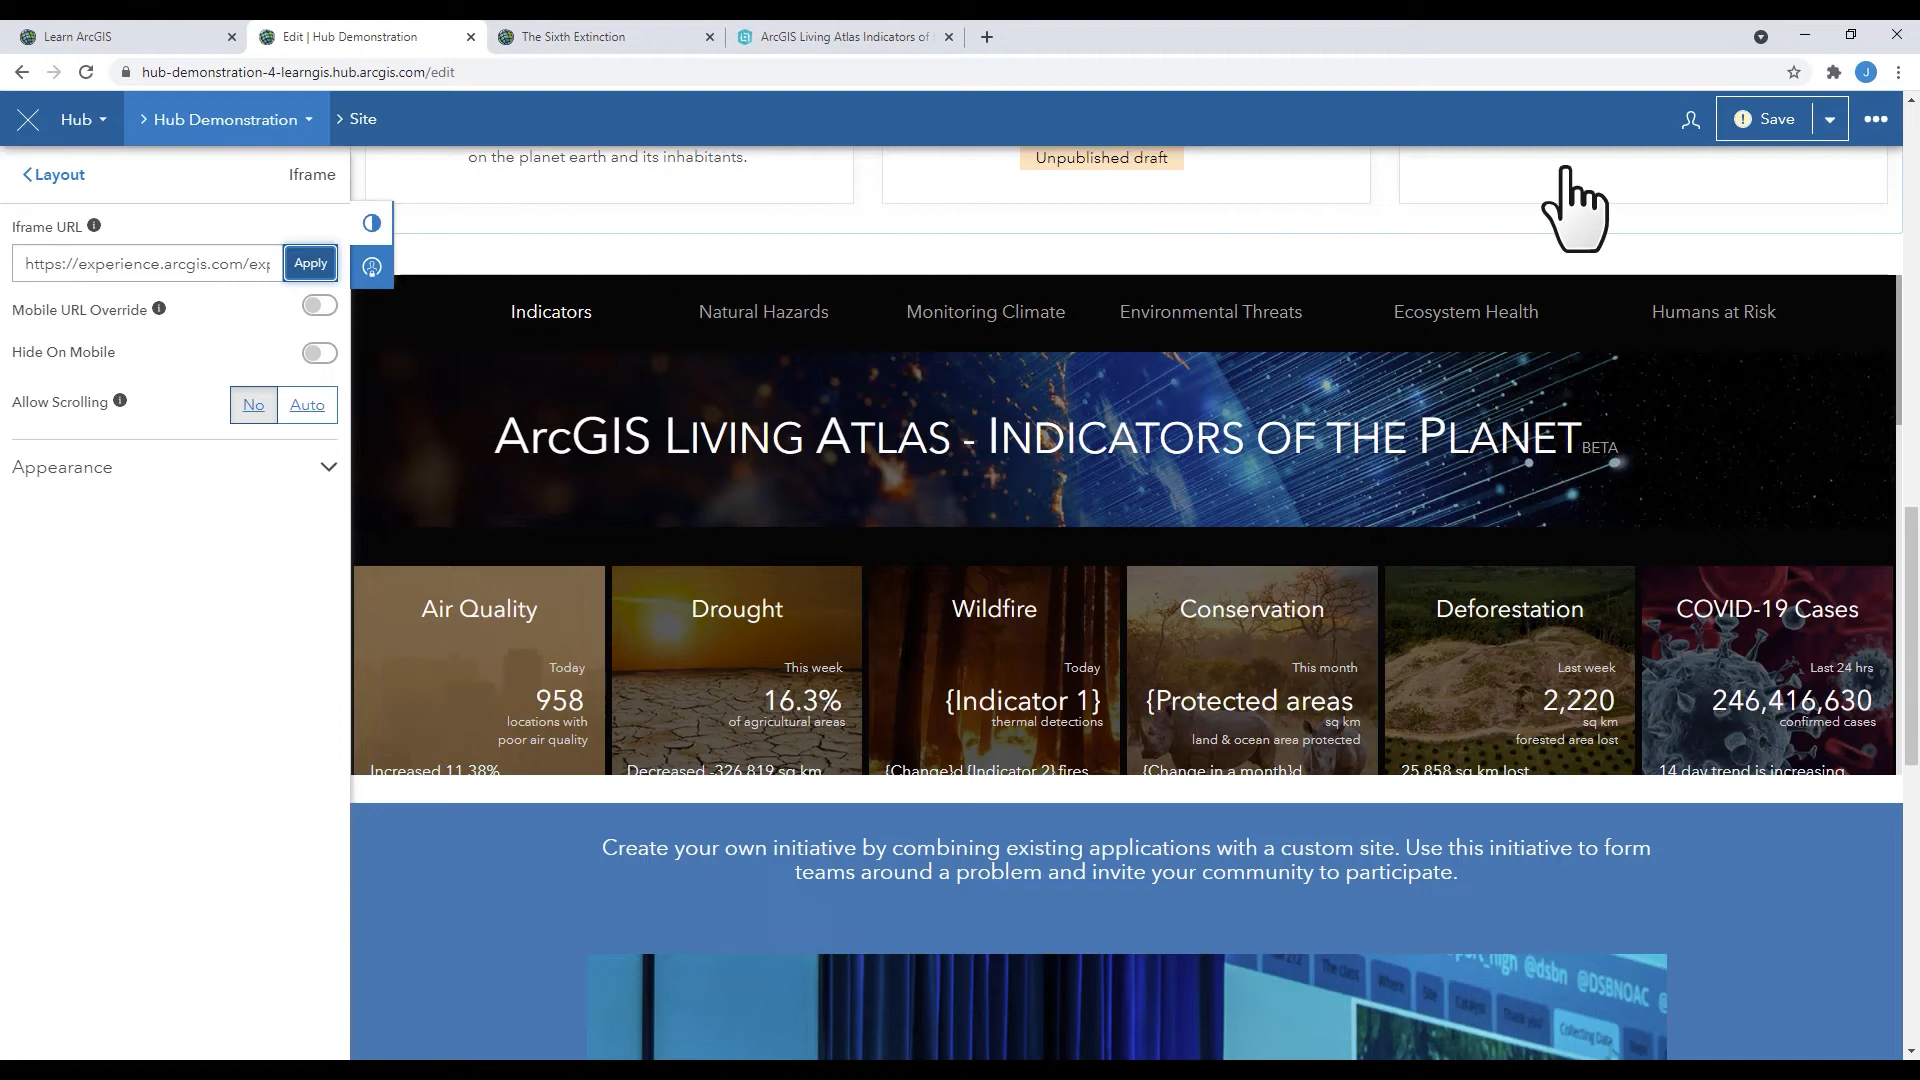 Learn ArcGIS
Edit | Hub Demonstration
The Sixth Extinction
ArcGIS Living Atlas Indicators of
hub-demonstration-4-learngis.hub.arcgis.com/edit
J
Hub
Hub Demonstration
Site
Save
Layout
Iframe
Iframe URL
https://experience.arcgis.com/exp
Apply
Mobile URL Override
Hide On Mobile
Allow Scrolling
No
Auto
Appearance
on the planet earth and its inhabitants.
Unpublished draft
Indicators
Natural Hazards
Monitoring Climate
Environmental Threats
Ecosystem Health
Humans at Risk
ArcGIS LIVING ATLAS - INDICATORS OF THE PLANET BETA
Air Quality
Today
958
locations with
poor air quality
Increased 11.38%
Drought
This week
16.3%
of agricultural areas
Decreased -326,819 sq km
Wildfire
Today
{Indicator 1}
thermal detections
{Change}d {Indicator 2} fires
Conservation
This month
{Protected areas
sq km
land & ocean area protected
{Change in a month}d
Deforestation
Last week
2,220
sq km
forested area lost
25,858 sq km lost
COVID-19 Cases
Last 24 hrs
246,416,630
confirmed cases
14 day trend is increasing
Create your own initiative by combining existing applications with a custom site. Use this initiative to form
teams around a problem and invite your community to participate.
@dsbn
@DSBNOAC
The class
Where
Thank you!
Collecting Data